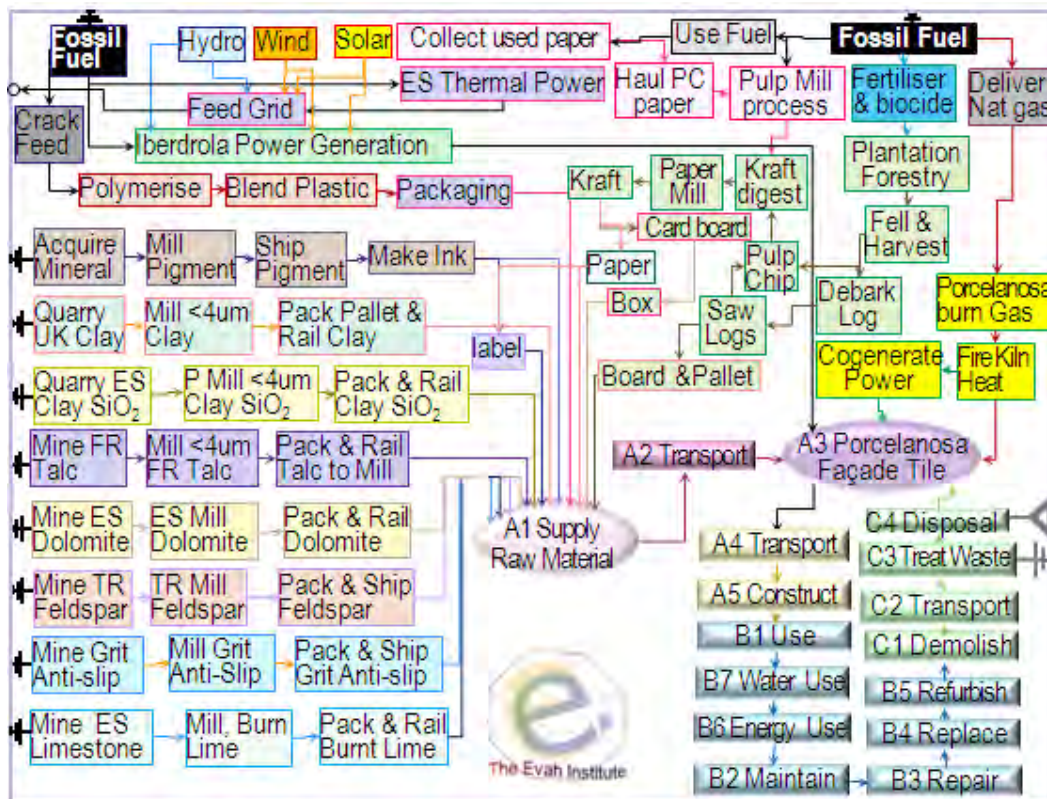 Fossil
Fuel
Hydro
Wind
Solar
Collect used paper
Use Fuel
Fossil Fuel
ES Thermal Power
Haul PC
paper
Pulp Mill
process
Fertiliser
& biocide
Deliver
Nat gas
Feed Grid
Crack
Feed
Iberdrola Power Generation
Plantation
Forestry
Polymerise
Blend Plastic
Packaging
Kraft
Paper
Mill
Kraft
digest
Card board
Fell &
Harvest
Acquire
Mineral
Mill
Pigment
Ship
Pigment
Make Ink
Paper
Pulp
Chip
Box
Debark
Log
Porcelanosa
burn Gas
Quarry
UK Clay
Mill <4um
Clay
Pack Pallet &
Rail Clay
label
Saw
Logs
Board &Pallet
Cogenerate
Power
Fire Kiln
Heat
Quarry ES
Clay SiO₂
P Mill <4um
Clay SiO₂
Pack & Rail
Clay SiO₂
Mine FR
Talc
Mill <4um
FR Talc
Pack & Rail
Talc to Mill
A2 Transport
A3 Porcelanosa
Façade Tile
Mine ES
Dolomite
ES Mill
Dolomite
Pack & Rail
Dolomite
A1 Supply
Raw Material
C4 Disposal
A4 Transport
C3 Treat Waste
Mine TR
Feldspar
TR Mill
Feldspar
Pack & Ship
Feldspar
A5 Construct
C2 Transport
B1 Use
C1 Demolish
Mine Grit
Anti-slip
Mill Grit
Anti-Slip
Pack & Ship
Grit Anti-slip
B7 Water Use
B5 Refurbish
B6 Energy Use
B4 Replace
Mine ES
Limestone
Mill, Burn
Lime
Pack & Rail
Burnt Lime
B2 Maintain
B3 Repair
e
The Evah Institute